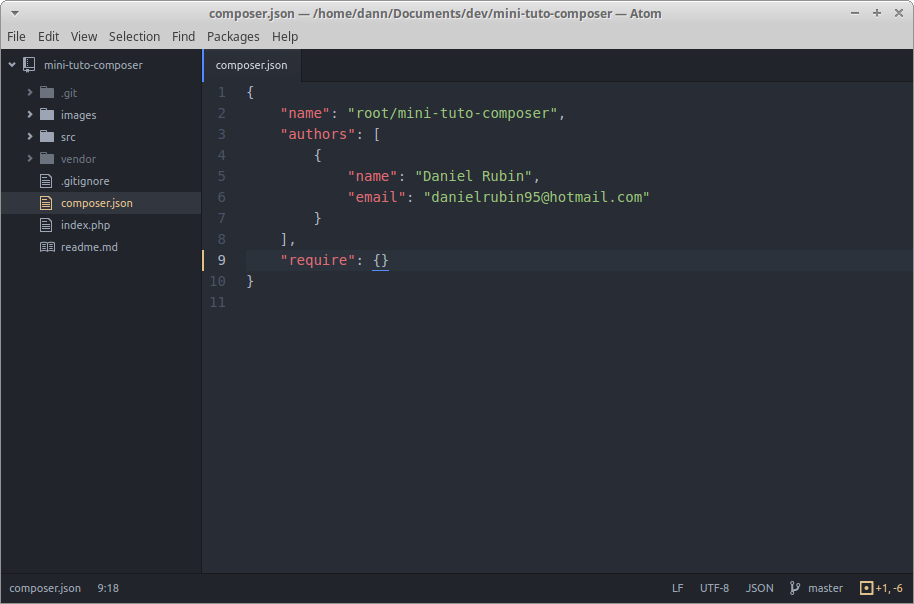 composer.json — /home/dann/Documents/dev/mini-tuto-composer — Atom
File Edit View Selection Find Packages Help
mini-tuto-composer
.git
images
src
vendor
.gitignore
composer.json
index.php
readme.md
composer.json
1 {
2 "name": "root/mini-tuto-composer",
3 "authors": [
4 {
5 "name": "Daniel Rubin",
6 "email": "danielrubin95@hotmail.com"
7 }
8 ],
9 "require": {}
10 }
11
composer.json 9:18 LF UTF-8 JSON master +1, -6